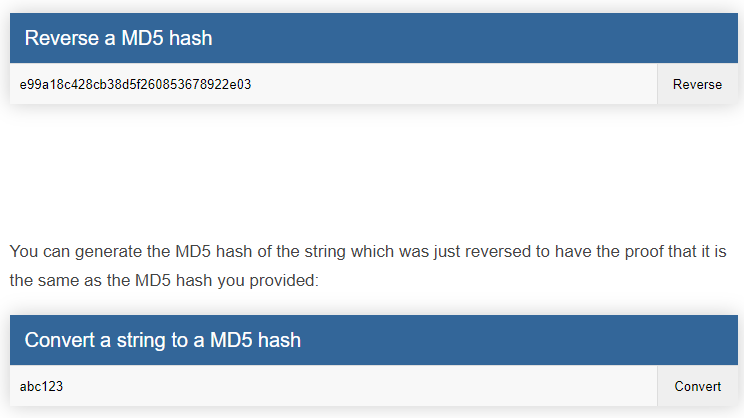 Reverse a MD5 hash
e99a18c428cb38d5f260853678922e03
Reverse
You can generate the MD5 hash of the string which was just reversed to have the proof that it is
the same as the MD5 hash you provided:
Convert a string to a MD5 hash
abc123
Convert